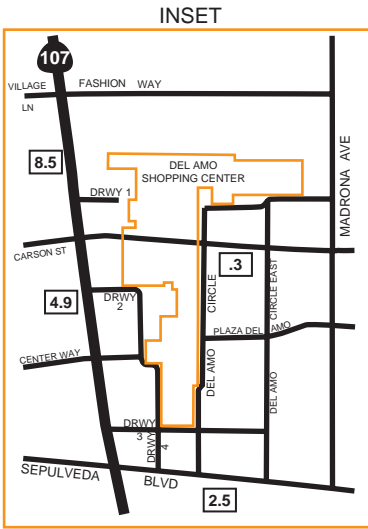 INSET
107
VILLAGE
LN
FASHION WAY
MADRONA AVE
DEL AMO
SHOPPING CENTER
8.5
DRWY 1
CARSON ST
.3
CIRCLE
CIRCLE EAST
4.9
DRWY
2
PLAZA DEL AMO
CENTER WAY
DEL AMO
DEL AMO
DRWY
3
DRWY
4
SEPULVEDA
BLVD
2.5